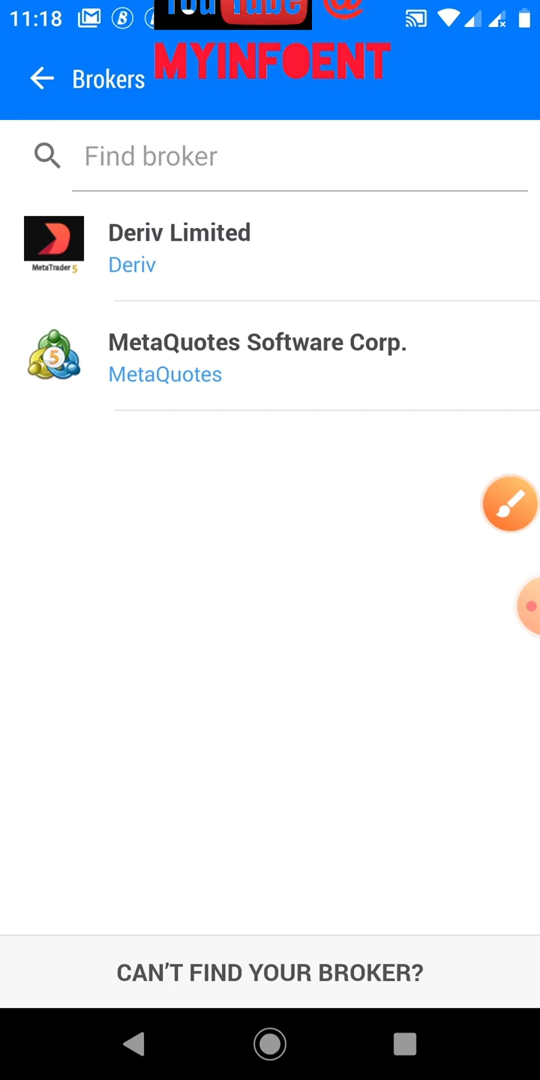 11:18
YouTube @
MYINFOENT
Brokers
Find broker
Deriv Limited
Deriv
MetaTrader 5
MetaQuotes Software Corp.
MetaQuotes
5
CAN'T FIND YOUR BROKER?